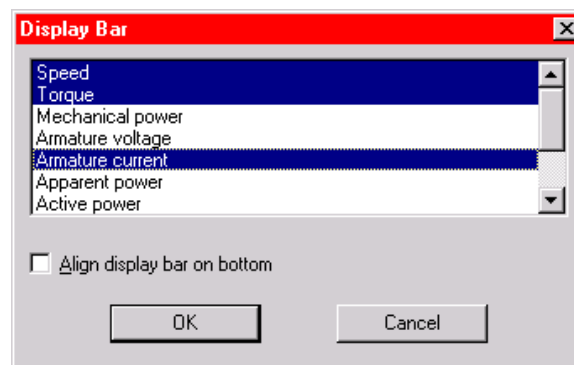 Display Bar
Speed
Torque
Mechanical power
Armature voltage
Armature current
Apparent power
Active power
Align display bar on bottom
OK
Cancel